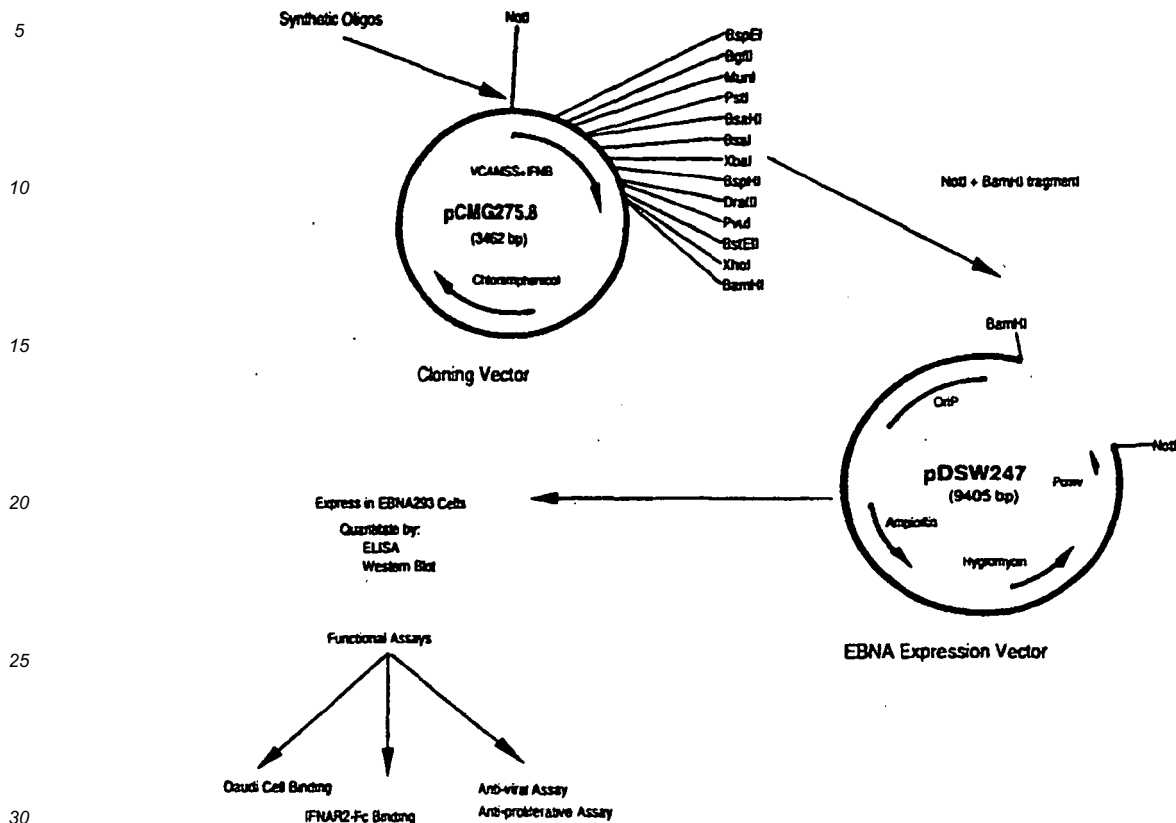 5
Synthetic Oligos
NotI
BspEI
BglII
MunI
PstI
BsaHI
BsaI
XbaI
BspHI
DraIII
PvuI
BstEII
XhoI
BamHI
10
VCAMSS+IFNB
pCMG275.8
(3462 bp)
Chloramphenicol
NotI + BamHI fragment
15
Cloning Vector
BamHI
OriP
NotI
pDSW247
(9405 bp)
20
Express in EBNA293 Cells
Quantitate by:
ELISA
Western Blot
Ampicillin
Hygromycin
25
Functional Assays
EBNA Expression Vector
Daudi Cell Binding
IFNAR2-Fc Binding
Anti-viral Assay
Anti-proliferative Assay
30